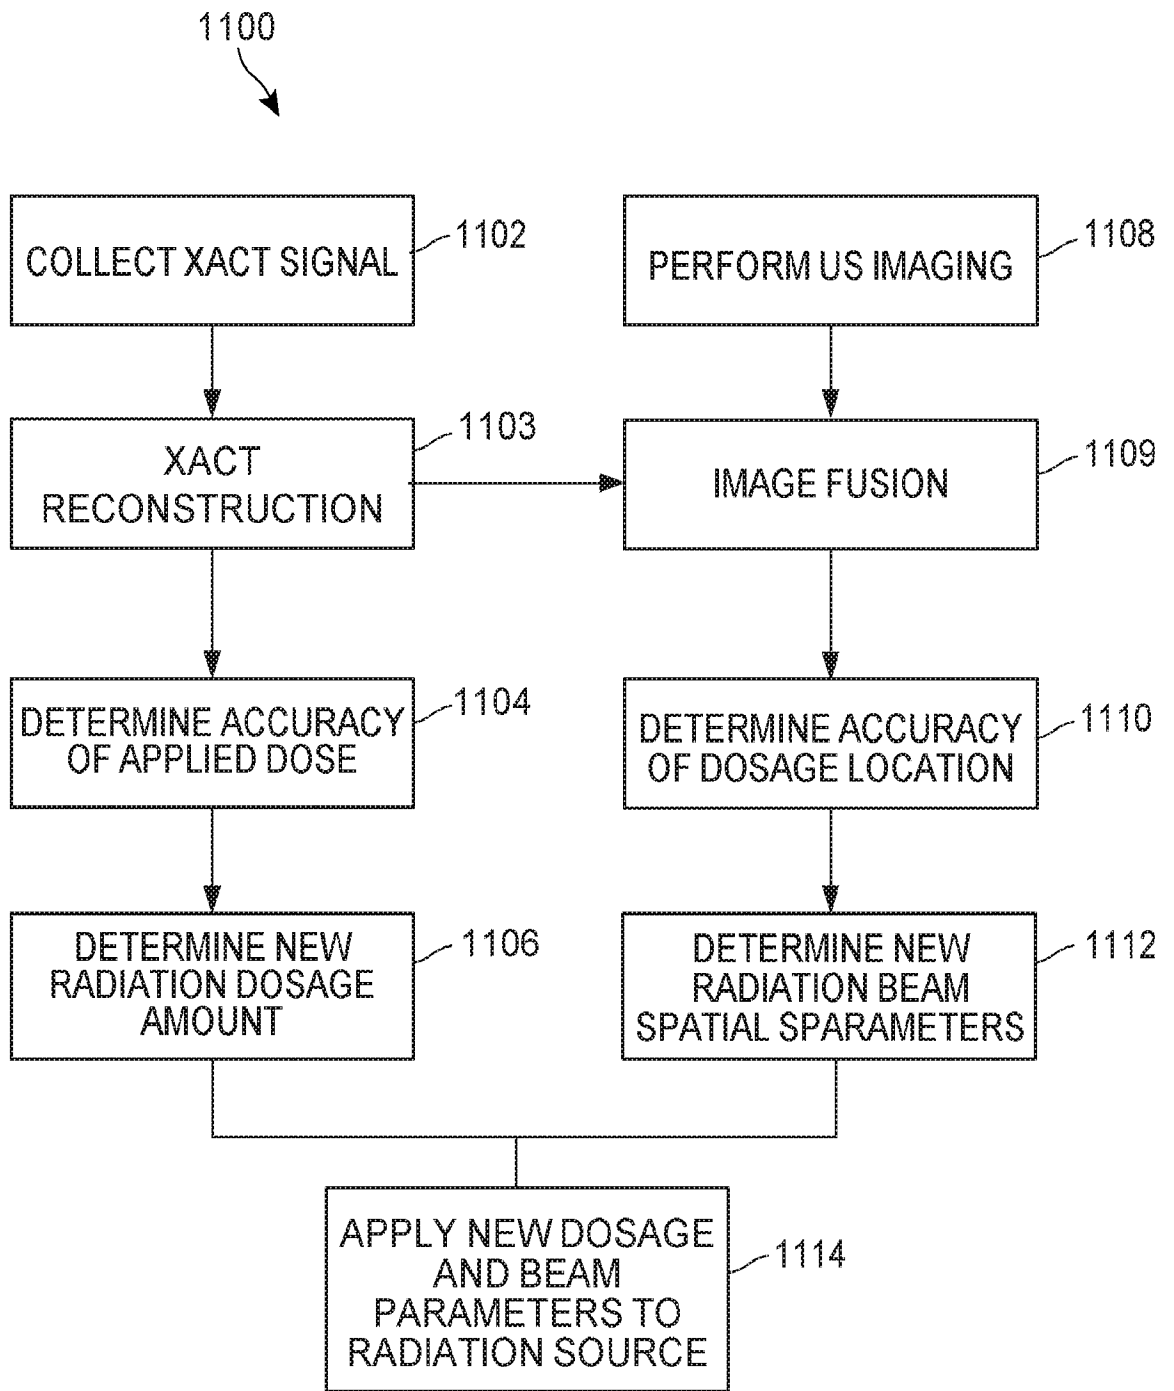 1100
COLLECT XACT SIGNAL
1102
PERFORM US IMAGING
1108
XACT
RECONSTRUCTION
1103
IMAGE FUSION
1109
DETERMINE ACCURACY
OF APPLIED DOSE
1104
DETERMINE ACCURACY
OF DOSAGE LOCATION
1110
DETERMINE NEW
RADIATION DOSAGE
AMOUNT
1106
DETERMINE NEW
RADIATION BEAM
SPATIAL SPARAMETERS
1112
APPLY NEW DOSAGE
AND BEAM
PARAMETERS TO
RADIATION SOURCE
1114